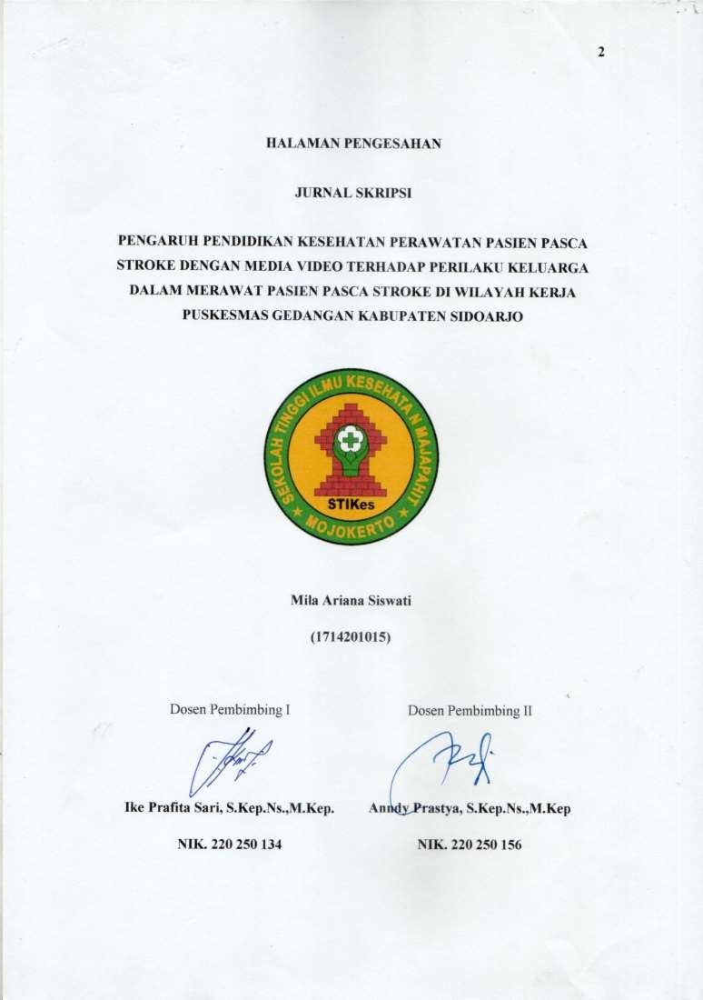 2
HALAMAN PENGESAHAN
JURNAL SKRIPSI
PENGARUH PENDIDIKAN KESEHATAN PERAWATAN PASIEN PASCA
STROKE DENGAN MEDIA VIDEO TERHADAP PERILAKU KELUARGA
DALAM MERAWAT PASIEN PASCA STROKE DI WILAYAH KERJA
PUSKESMAS GEDANGAN KABUPATEN SIDOARJO
SEKOLAH TINGGI ILMU KESEHATA N MAJAPAHIT
STIKes
MOJOKERTO
Mila Ariana Siswati
(1714201015)
Dosen Pembimbing I
Dosen Pembimbing II
Ike Prafita Sari, S.Kep.Ns.,M.Kep.
Anndy Prastya, S.Kep.Ns.,M.Kep
NIK. 220 250 134
NIK. 220 250 156